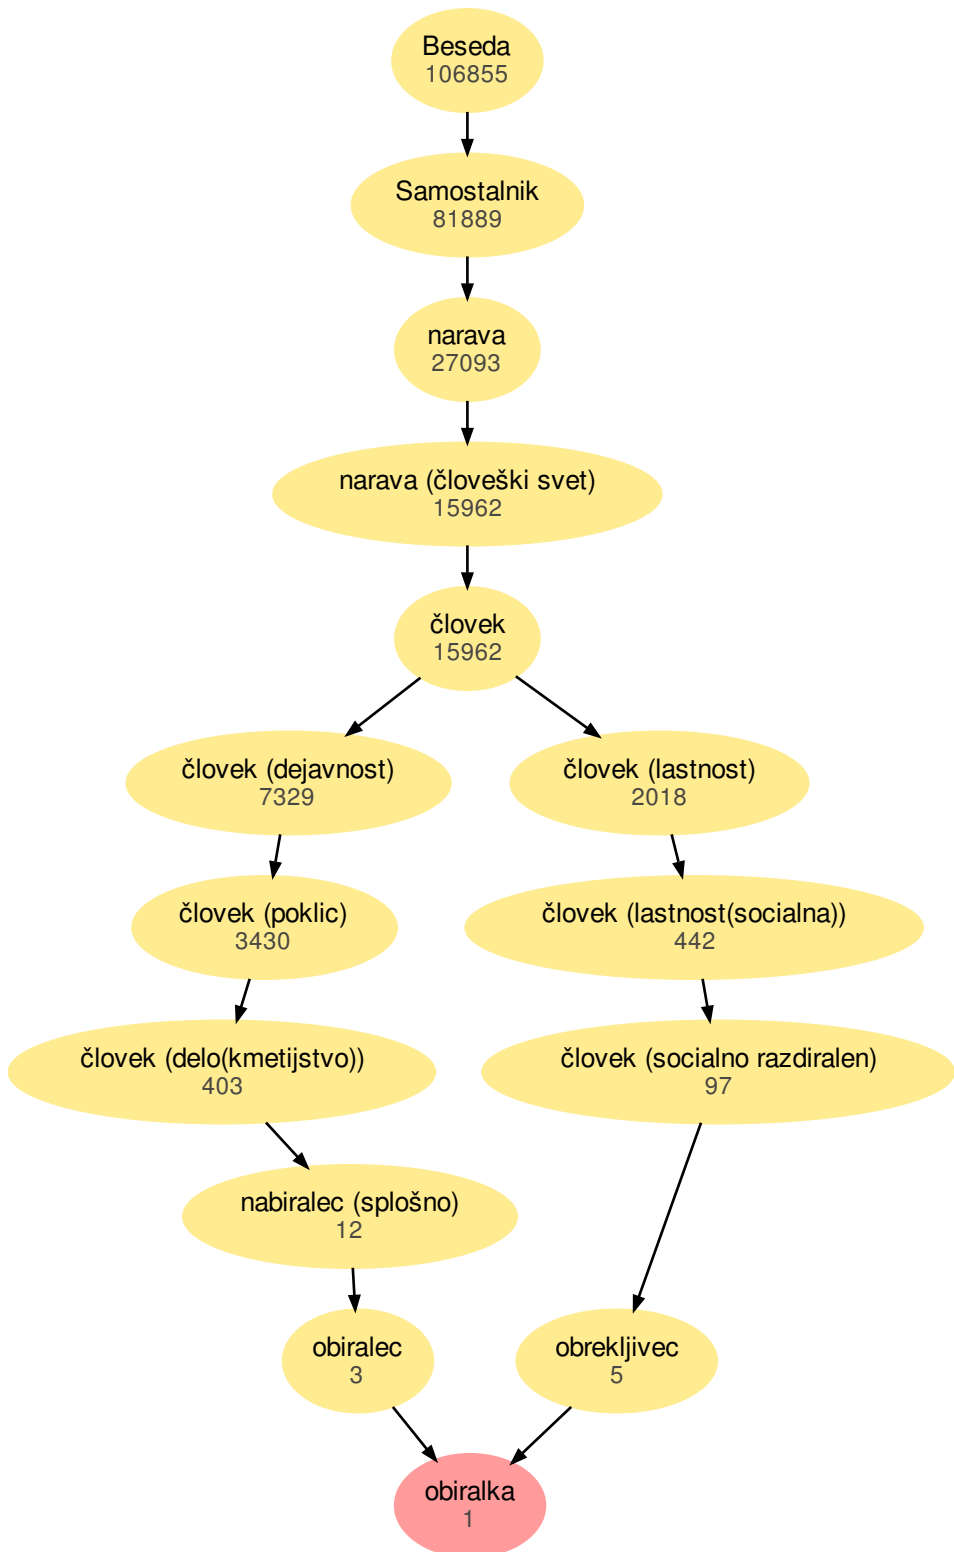 Beseda
106855
Samostalnik
81889
narava
27093
narava (človeški svet)
15962
človek
15962
človek (dejavnost)
7329
človek (lastnost)
2018
človek (poklic)
3430
človek (lastnost(socialna))
442
človek (delo(kmetijstvo))
403
človek (socialno razdiralen)
97
nabiralec (splošno)
12
obiralec
3
obrekljivec
5
obiralka
1